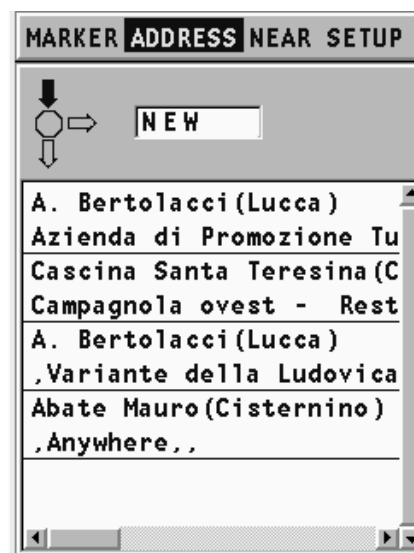 MARKER ADDRESS NEAR SETUP
NEW
A. Bertolacci(Lucca)
Azienda di Promozione Tu
Cascina Santa Teresina(C
Campagnola ovest - Rest
A. Bertolacci(Lucca)
,Variante della Ludovica
Abate Mauro(Cisternino)
,Anywhere,,